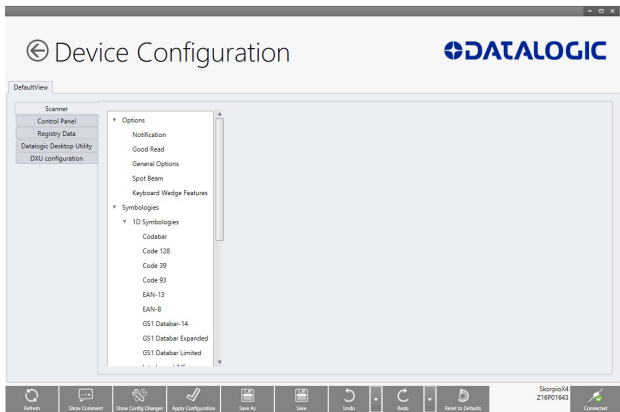 Device Configuration
DATALOGIC
DefaultView
Scanner
Control Panel
Registry Data
Datalogic Desktop Utility
DXU configuration
Options
Notification
Good Read
General Options
Spot Beam
Keyboard Wedge Features
Symbologies
1D Symbologies
Codabar
Code 128
Code 39
Code 93
EAN-13
EAN-8
GS1 Databar-14
GS1 Databar Expanded
GS1 Databar Limited
Refresh
Show Comment
Show Config Changes
Apply Configuration
Save As
Save
Undo
Redo
Reset to Defaults
SkorpioX4
Z16P01643
Connected